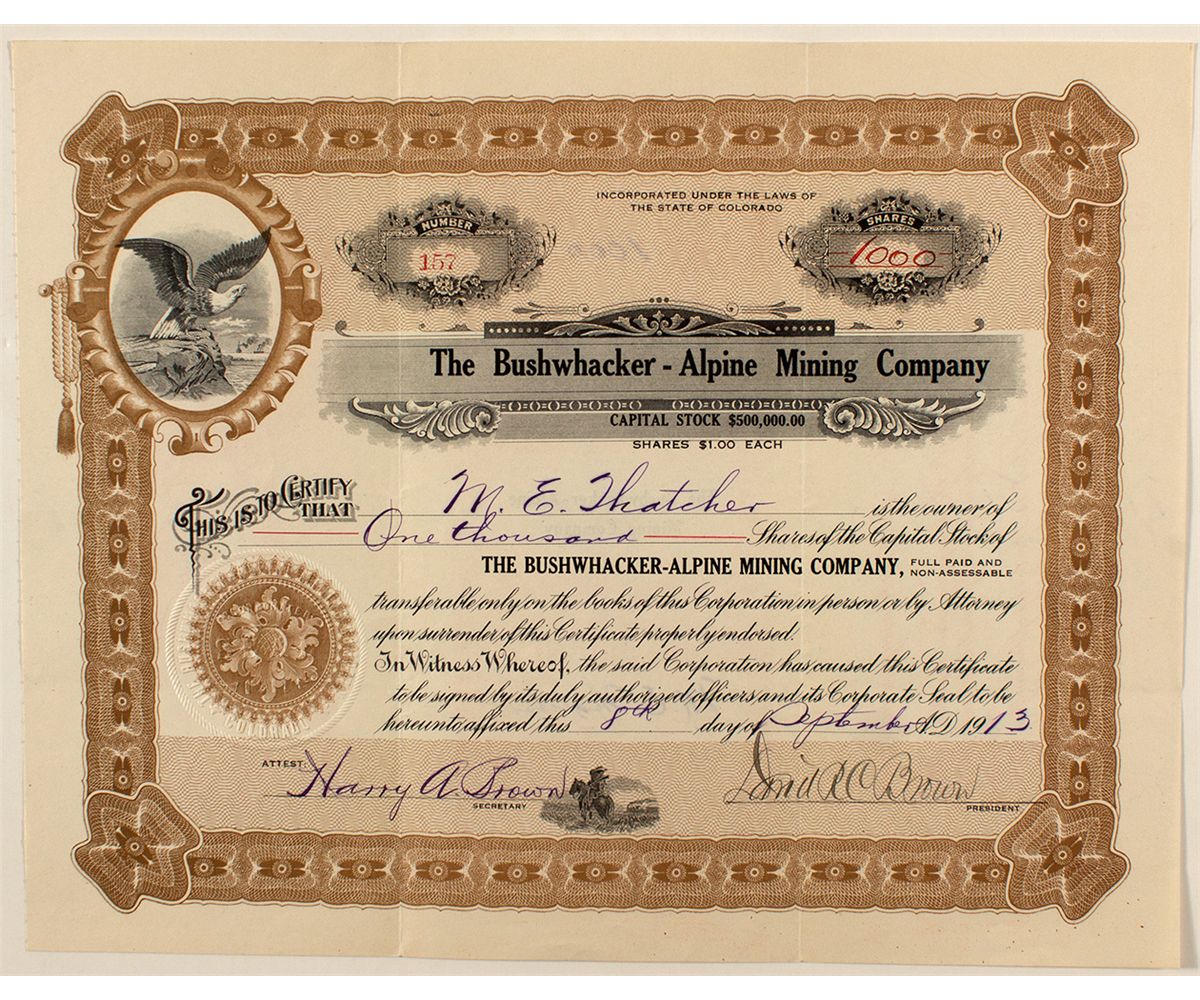 INCORPORATED UNDER THE LAWS OF
THE STATE OF COLORADO
NUMBER
157
SHARES
1000
The Bushwhacker - Alpine Mining Company
CAPITAL STOCK $500,000.00
SHARES $1.00 EACH
THIS IS TO CERTIFY THAT M. E. Thatcher is the owner of
One thousand Shares of the Capital Stock of
THE BUSHWHACKER-ALPINE MINING COMPANY, FULL PAID AND NON-ASSESSABLE
transferable only on the books of this Corporation in person or by Attorney
upon surrender of this Certificate properly endorsed.
In Witness Whereof, the said Corporation has caused this Certificate
to be signed by its duly authorized officers and its Corporate Seal to be
hereunto affixed this 8th day of September A.D. 1913
ATTEST: Harry A. Brown
SECRETARY
David R C Brown
PRESIDENT
COLORADO